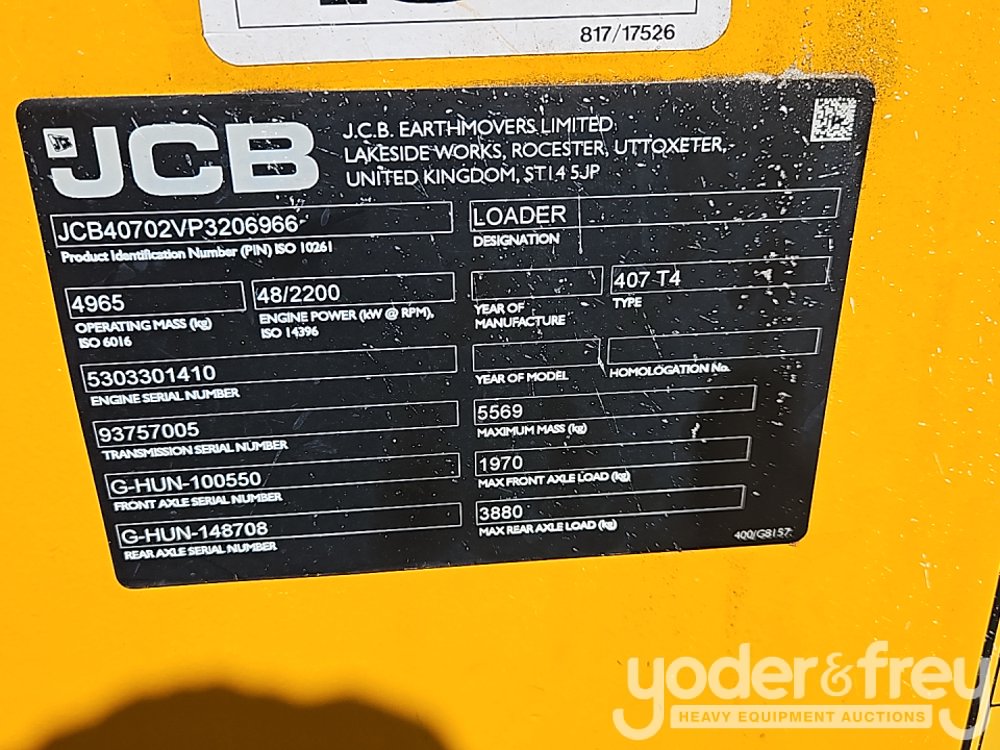 817/17526
JCB
J.C.B. EARTHMOVERS LIMITED
LAKESIDE WORKS, ROCESTER, UTTOXETER,
UNITED KINGDOM, ST14 5JP
JCB40702VP3206966
Product Identification Number (PIN) ISO 10261
LOADER
DESIGNATION
4965
OPERATING MASS (kg)
ISO 6016
48/2200
ENGINE POWER (kW @ RPM),
ISO 14396
YEAR OF
MANUFACTURE
407 T4
TYPE
5303301410
ENGINE SERIAL NUMBER
YEAR OF MODEL
HOMOLOGATION No.
93757005
TRANSMISSION SERIAL NUMBER
5569
MAXIMUM MASS (kg)
G-HUN-100550
FRONT AXLE SERIAL NUMBER
1970
MAX FRONT AXLE LOAD (kg)
G-HUN-148708
REAR AXLE SERIAL NUMBER
3880
MAX REAR AXLE LOAD (kg)
400/G8157
yoder&frey
HEAVY EQUIPMENT AUCTIONS